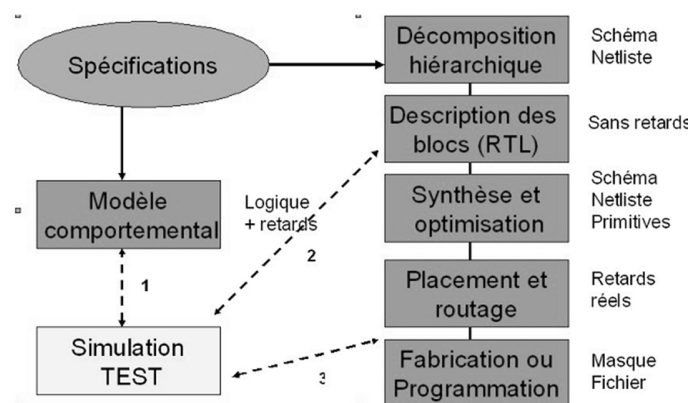 Spécifications
Décomposition
hiérarchique
Schéma
Netliste
Description des
blocs (RTL)
Sans retards
Modèle
comportemental
Logique
+ retards
2
Synthèse et
optimisation
Schéma
Netliste
Primitives
1
Placement et
routage
Retards
réels
Simulation
TEST
3
Fabrication ou
Programmation
Masque
Fichier